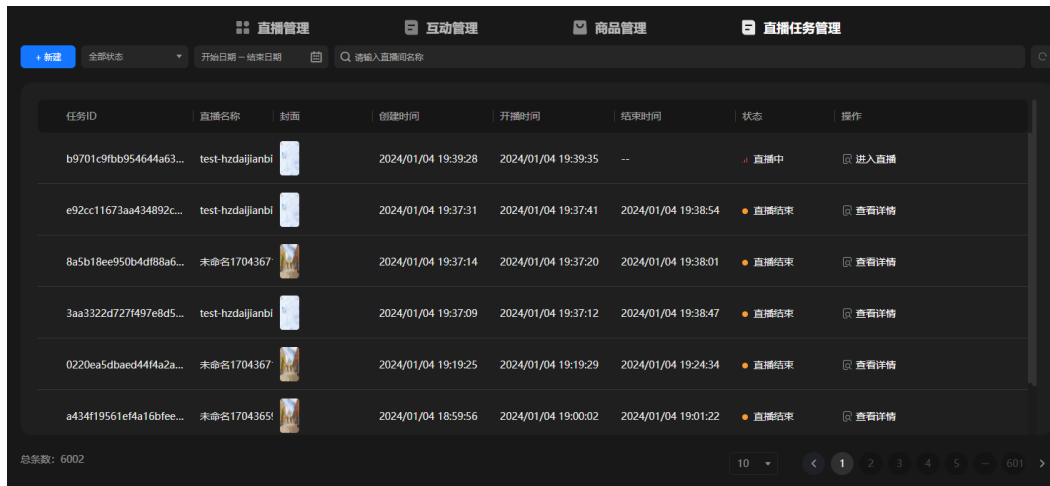 直播管理 互动管理 商品管理 直播任务管理
+ 新建 全部状态 开始日期 – 结束日期 请输入直播间名称
任务ID 直播名称 封面 创建时间 开播时间 结束时间 状态 操作
b9701c9fbb954644a63... test-hzdaijianbi 2024/01/04 19:39:28 2024/01/04 19:39:35 -- 直播中 进入直播
e92cc11673aa434892c... test-hzdaijianbi 2024/01/04 19:37:31 2024/01/04 19:37:41 2024/01/04 19:38:54 直播结束 查看详情
8a5b18ee950b4df88a6... 未命名1704367 2024/01/04 19:37:14 2024/01/04 19:37:20 2024/01/04 19:38:01 直播结束 查看详情
3aa3322d727f497e8d5... test-hzdaijianbi 2024/01/04 19:37:09 2024/01/04 19:37:12 2024/01/04 19:38:47 直播结束 查看详情
0220ea5dbaed44f4a2a... 未命名1704367 2024/01/04 19:19:25 2024/01/04 19:19:29 2024/01/04 19:24:34 直播结束 查看详情
a434f19561ef4a16bfee... 未命名1704365 2024/01/04 18:59:56 2024/01/04 19:00:02 2024/01/04 19:01:22 直播结束 查看详情
总条数: 6002 10 < 1 2 3 4 5 — 601 >